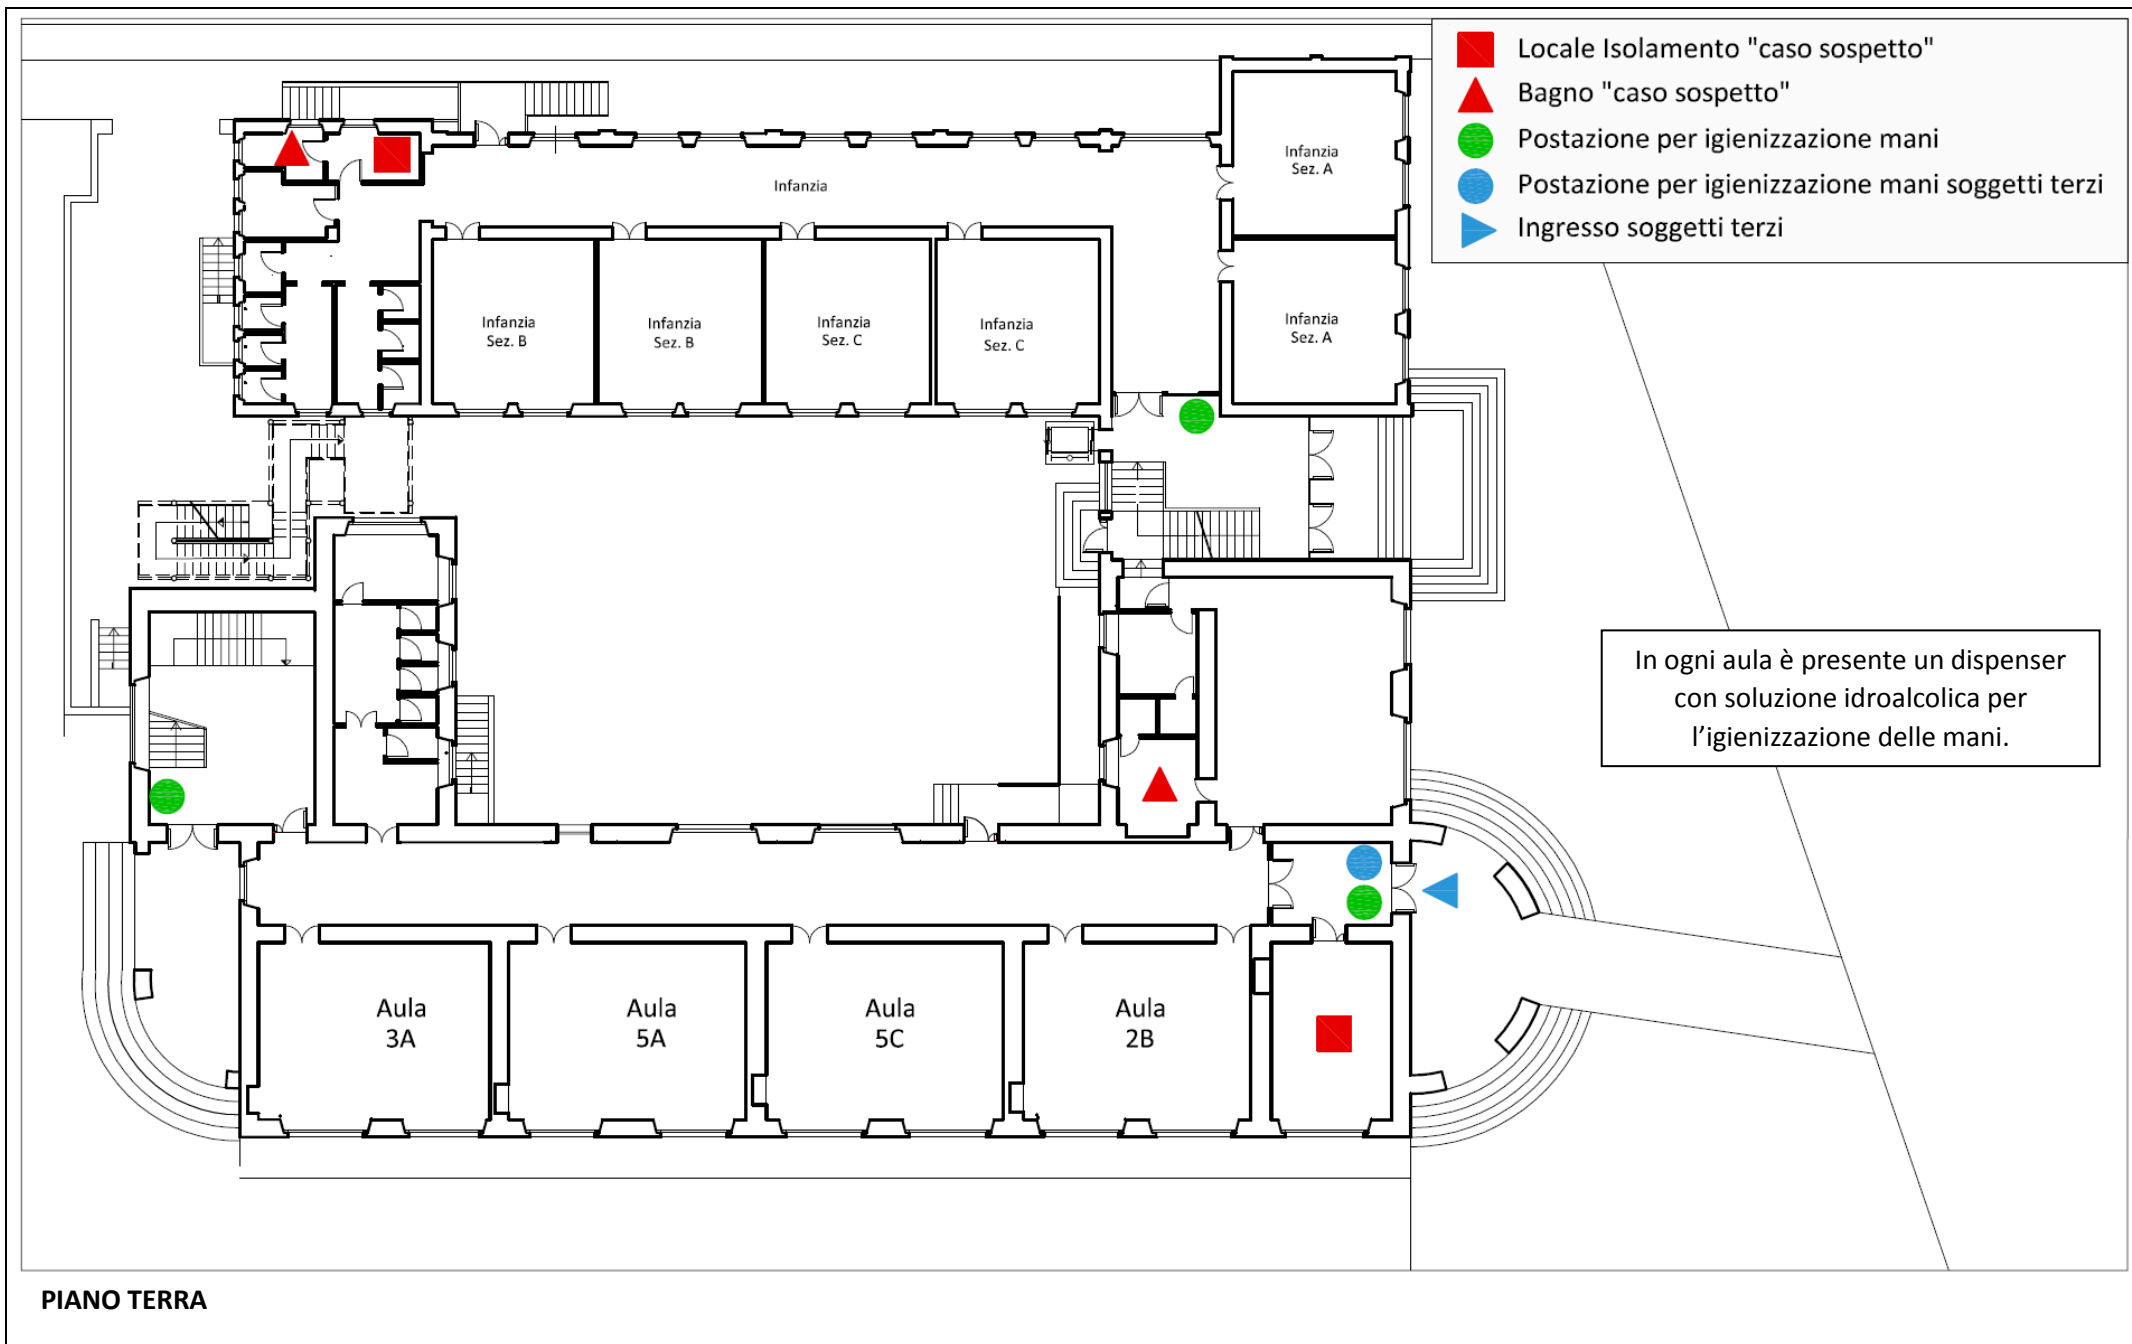 Locale Isolamento "caso sospetto"
Bagno "caso sospetto"
Postazione per igienizzazione mani
Postazione per igienizzazione mani soggetti terzi
Ingresso soggetti terzi
Infanzia
Sez. A
Infanzia
Infanzia
Sez. B
Infanzia
Sez. B
Infanzia
Sez. C
Infanzia
Sez. C
Infanzia
Sez. A
In ogni aula è presente un dispenser
con soluzione idroalcolica per
l’igienizzazione delle mani.
Aula
3A
Aula
5A
Aula
5C
Aula
2B
PIANO TERRA